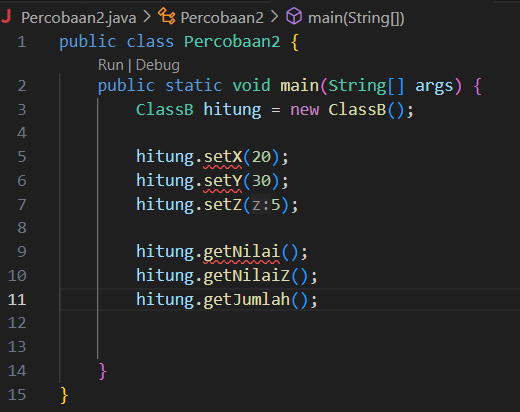 J Percobaan2.java > Percobaan2 > main(String[])
1 public class Percobaan2 {
Run | Debug
2 public static void main(String[] args) {
3 ClassB hitung = new ClassB();
4
5 hitung.setX(20);
6 hitung.setY(30);
7 hitung.setZ(z:5);
8
9 hitung.getNilai();
10 hitung.getNilaiZ();
11 hitung.getJumlah();
12
13
14 }
15 }